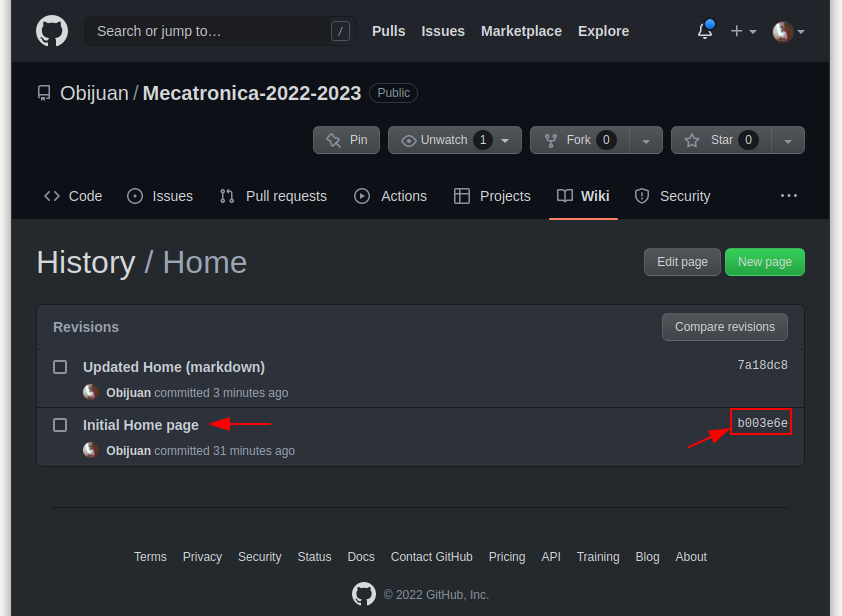 Search or jump to… / Pulls Issues Marketplace Explore
Obijuan / Mecatronica-2022-2023 Public
Pin Unwatch 1 Fork 0 Star 0
Code Issues Pull requests Actions Projects Wiki Security ···
History / Home Edit page New page
Revisions Compare revisions
Updated Home (markdown) 7a18dc8
Obijuan committed 3 minutes ago
Initial Home page b003e6e
Obijuan committed 31 minutes ago
Terms Privacy Security Status Docs Contact GitHub Pricing API Training Blog About
© 2022 GitHub, Inc.